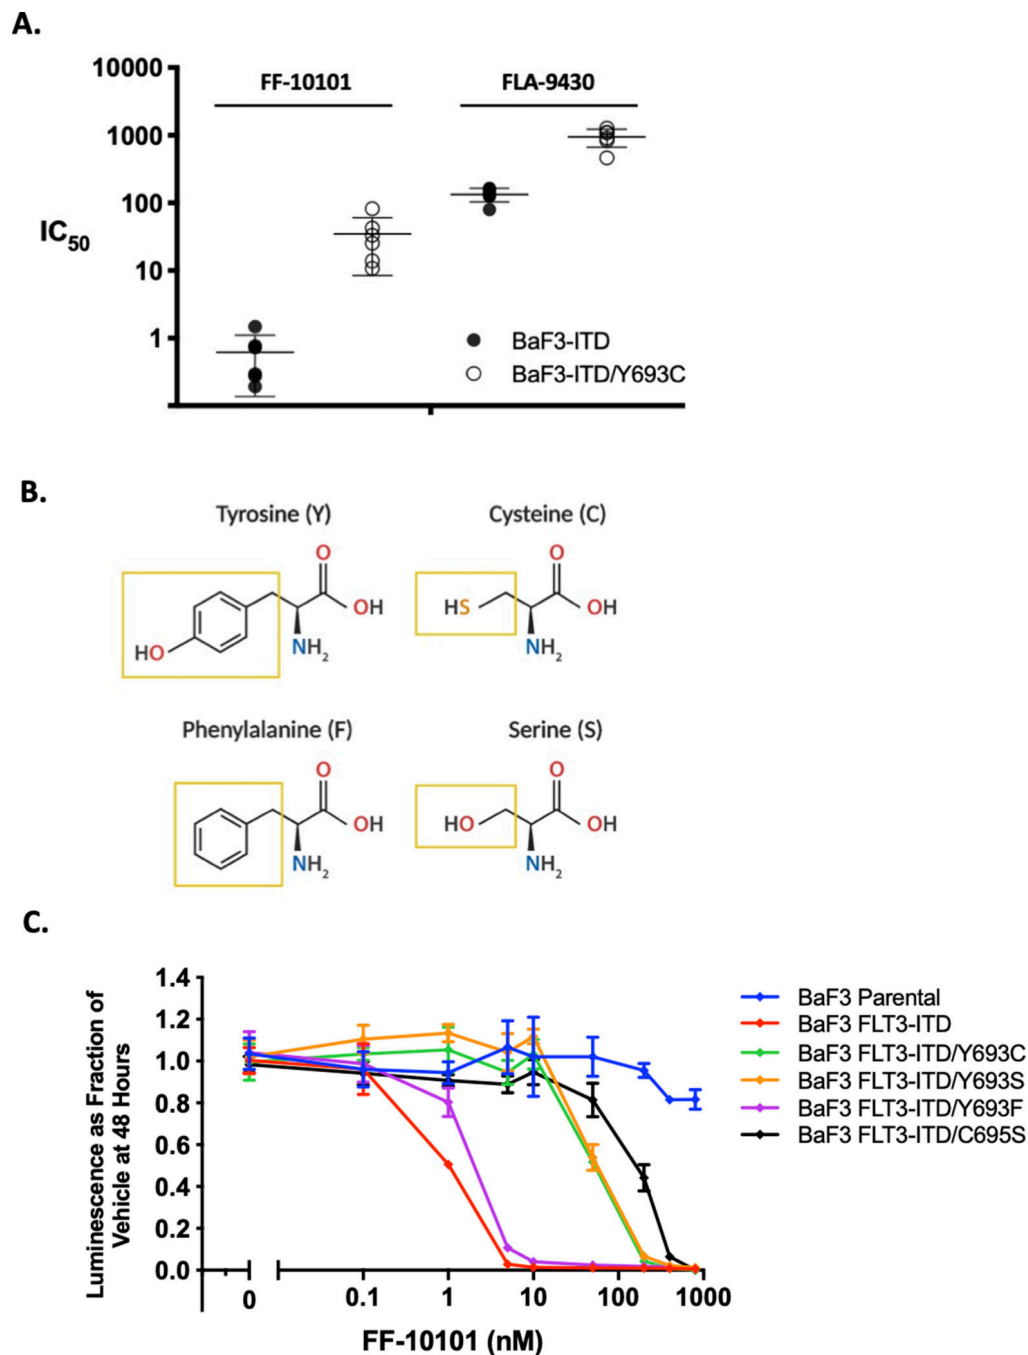 A.
10000
1000
100
10
1
IC50
FF-10101
FLA-9430
BaF3-ITD
BaF3-ITD/Y693C
B.
Tyrosine (Y)
Cysteine (C)
O
OH
NH2
HO
O
OH
NH2
HS
Phenylalanine (F)
Serine (S)
O
OH
NH2
O
OH
NH2
HO
C.
Luminescence as Fraction of
Vehicle at 48 Hours
1.4
1.2
1.0
0.8
0.6
0.4
0.2
0.0
0
0.1
1
10
100
1000
FF-10101 (nM)
BaF3 Parental
BaF3 FLT3-ITD
BaF3 FLT3-ITD/Y693C
BaF3 FLT3-ITD/Y693S
BaF3 FLT3-ITD/Y693F
BaF3 FLT3-ITD/C695S